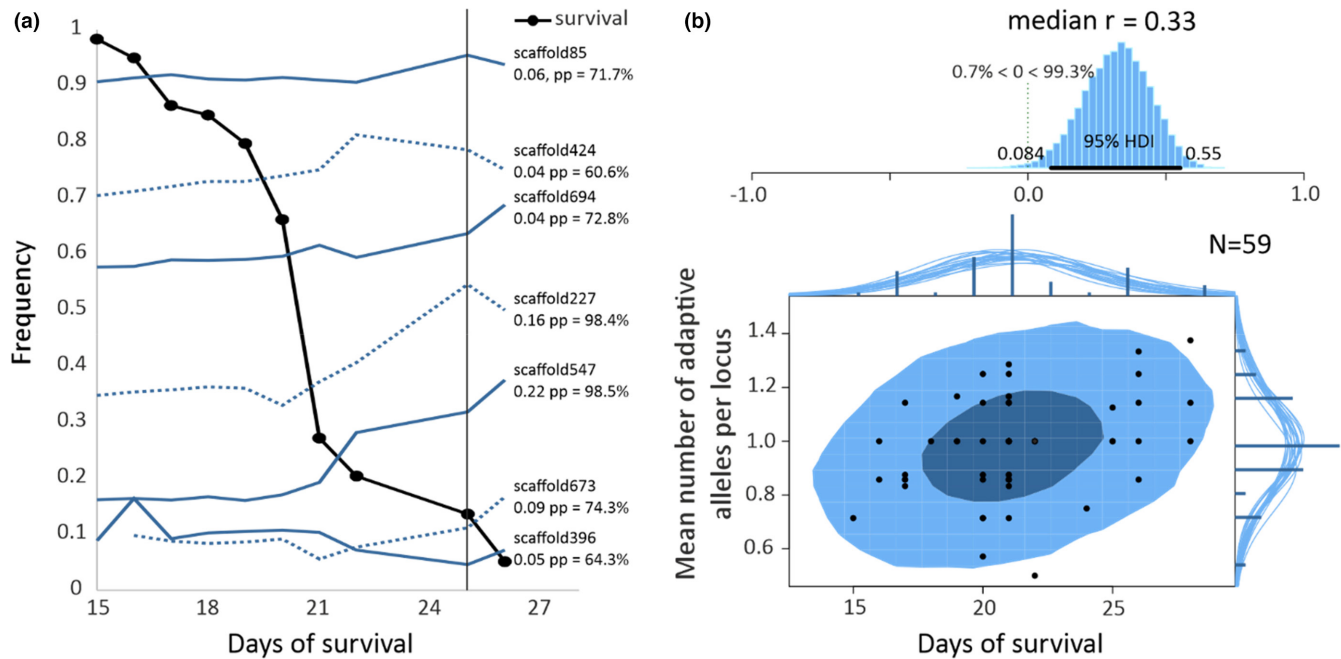 (a)
survival
1
0.9
0.8
0.7
0.6
0.5
0.4
0.3
0.2
0.1
0
Frequency
scaffold85
0.06, pp = 71.7%
scaffold424
0.04 pp = 60.6%
scaffold694
0.04 pp = 72.8%
scaffold227
0.16 pp = 98.4%
scaffold547
0.22 pp = 98.5%
scaffold673
0.09 pp = 74.3%
scaffold396
0.05 pp = 64.3%
15 18 21 24 27
Days of survival
(b)
median r = 0.33
0.7% < 0 < 99.3%
95% HDI
0.084 0.55
-1.0 0.0 1.0
N=59
Mean number of adaptive
alleles per locus
1.4
1.2
1.0
0.8
0.6
15 20 25
Days of survival